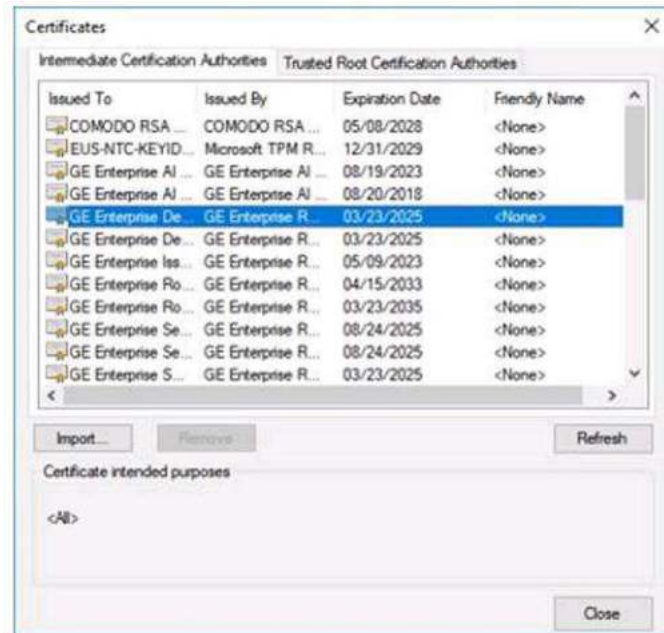 Certificates
Intermediate Certification Authorities Trusted Root Certification Authorities
Issued To Issued By Expiration Date Friendly Name
COMODO RSA ... COMODO RSA ... 05/08/2028 <None>
EUS-NTC-KEYID... Microsoft TPM R... 12/31/2029 <None>
GE Enterprise AI ... GE Enterprise AI ... 08/19/2023 <None>
GE Enterprise AI ... GE Enterprise AI ... 08/20/2018 <None>
GE Enterprise De... GE Enterprise R... 03/23/2025 <None>
GE Enterprise De... GE Enterprise R... 03/23/2025 <None>
GE Enterprise Iss... GE Enterprise R... 05/09/2023 <None>
GE Enterprise Ro... GE Enterprise R... 04/15/2033 <None>
GE Enterprise Ro... GE Enterprise R... 03/23/2035 <None>
GE Enterprise Se... GE Enterprise R... 08/24/2025 <None>
GE Enterprise Se... GE Enterprise R... 08/24/2025 <None>
GE Enterprise S... GE Enterprise R... 03/23/2025 <None>
Import... Remove Refresh
Certificate intended purposes
<All>
Close